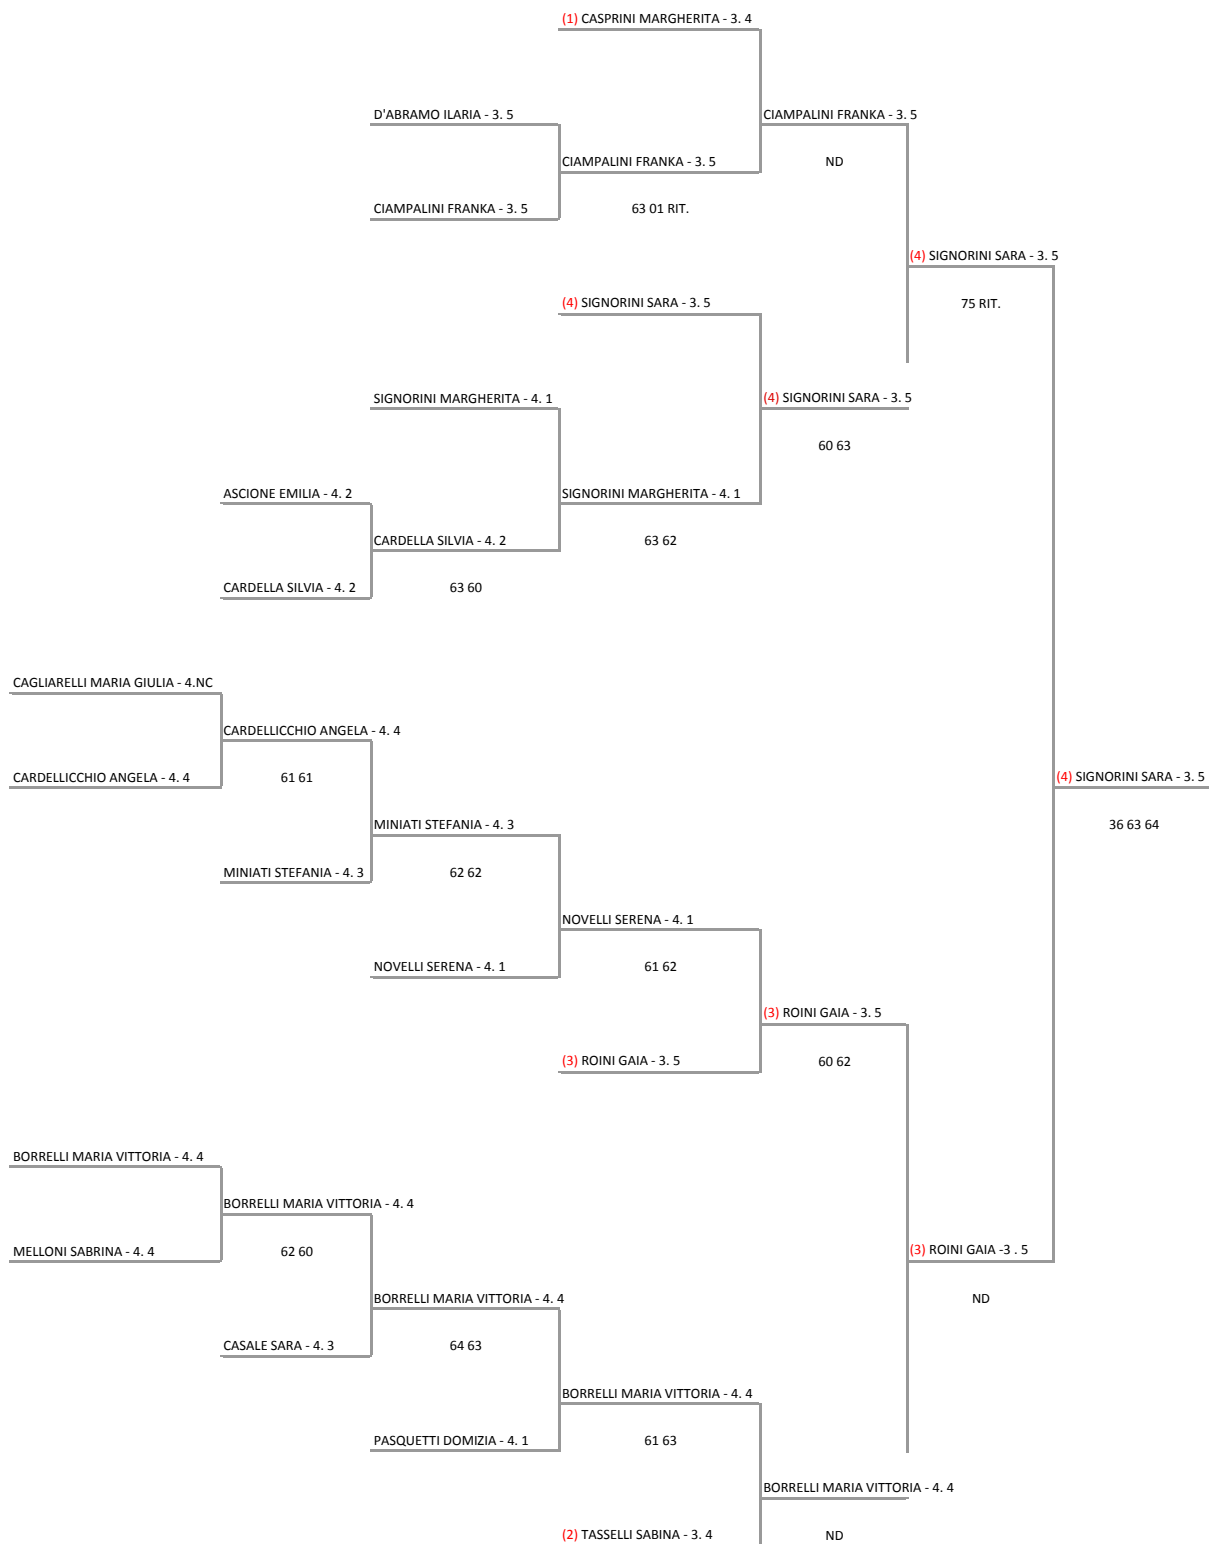 (1) CASPRINI MARGHERITA - 3. 4
D'ABRAMO ILARIA - 3. 5
CIAMPALINI FRANKA - 3. 5
CIAMPALINI FRANKA - 3. 5
ND
CIAMPALINI FRANKA - 3. 5
63 01 RIT.
(4) SIGNORINI SARA - 3. 5
(4) SIGNORINI SARA - 3. 5
75 RIT.
SIGNORINI MARGHERITA - 4. 1
(4) SIGNORINI SARA - 3. 5
60 63
ASCIONE EMILIA - 4. 2
SIGNORINI MARGHERITA - 4. 1
CARDELLA SILVIA - 4. 2
63 62
CARDELLA SILVIA - 4. 2
63 60
CAGLIARELLI MARIA GIULIA - 4.NC
CARDELLICCHIO ANGELA - 4. 4
CARDELLICCHIO ANGELA - 4. 4
61 61
(4) SIGNORINI SARA - 3. 5
MINIATI STEFANIA - 4. 3
36 63 64
MINIATI STEFANIA - 4. 3
62 62
NOVELLI SERENA - 4. 1
NOVELLI SERENA - 4. 1
61 62
(3) ROINI GAIA - 3. 5
(3) ROINI GAIA - 3. 5
60 62
BORRELLI MARIA VITTORIA - 4. 4
BORRELLI MARIA VITTORIA - 4. 4
MELLONI SABRINA - 4. 4
62 60
(3) ROINI GAIA -3 . 5
BORRELLI MARIA VITTORIA - 4. 4
ND
CASALE SARA - 4. 3
64 63
BORRELLI MARIA VITTORIA - 4. 4
PASQUETTI DOMIZIA - 4. 1
61 63
BORRELLI MARIA VITTORIA - 4. 4
(2) TASSELLI SABINA - 3. 4
ND